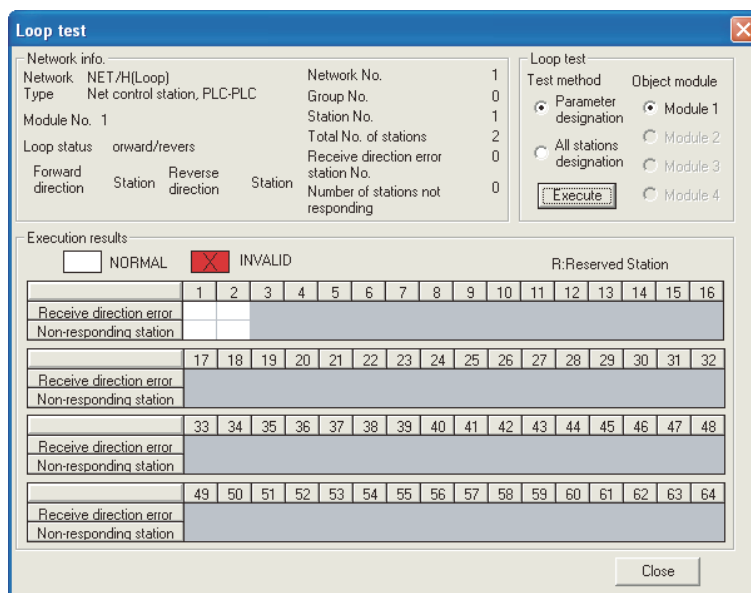 Loop test
Network info.
Network NET/H(Loop)
Type Net control station, PLC-PLC
Module No. 1
Loop status orward/revers
Forward direction Station Reverse direction Station
Network No. 1
Group No. 0
Station No. 1
Total No. of stations 2
Receive direction error station No. 0
Number of stations not responding 0
Loop test
Test method Object module
Parameter designation
All stations designation
Execute
Module 1
Module 2
Module 3
Module 4
Execution results
NORMAL X INVALID R:Reserved Station
1 2 3 4 5 6 7 8 9 10 11 12 13 14 15 16
Receive direction error
Non-responding station
17 18 19 20 21 22 23 24 25 26 27 28 29 30 31 32
Receive direction error
Non-responding station
33 34 35 36 37 38 39 40 41 42 43 44 45 46 47 48
Receive direction error
Non-responding station
49 50 51 52 53 54 55 56 57 58 59 60 61 62 63 64
Receive direction error
Non-responding station
Close